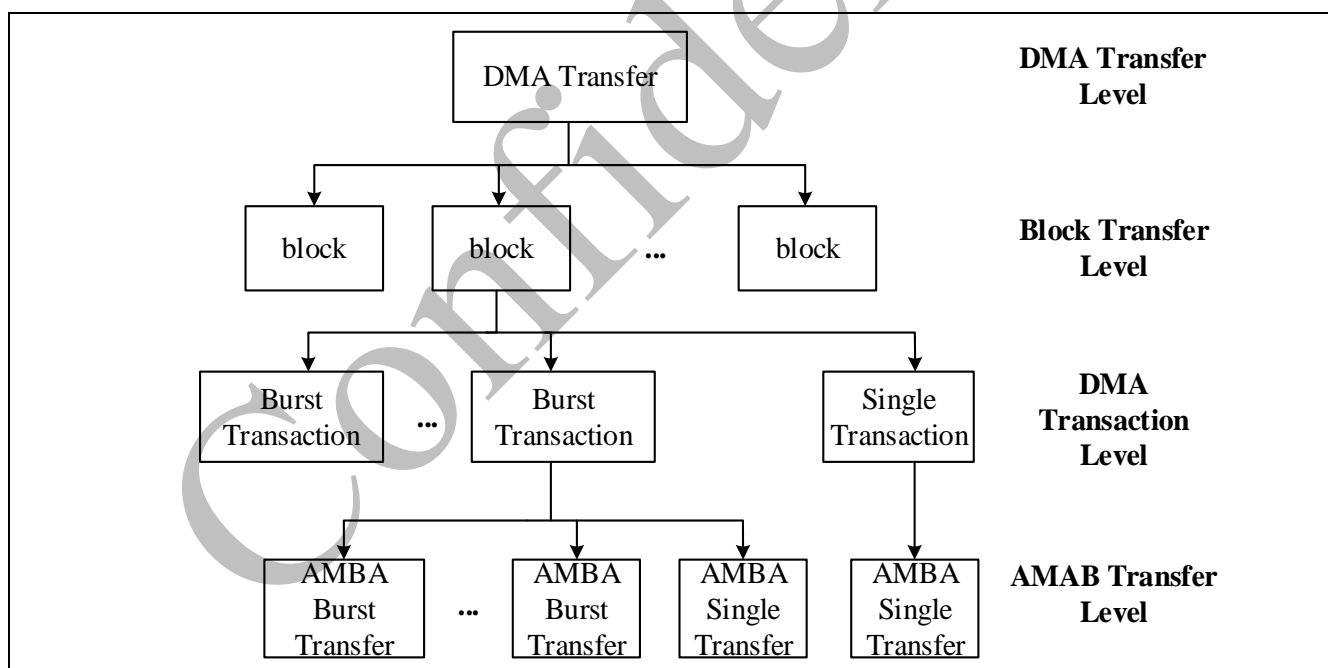 DMA Transfer
DMA Transfer
Level
block
block
...
block
Block Transfer
Level
Burst
Transaction
...
Burst
Transaction
Single
Transaction
DMA
Transaction
Level
AMBA
Burst
Transfer
...
AMBA
Burst
Transfer
AMBA
Single
Transfer
AMBA
Single
Transfer
AMAB Transfer
Level